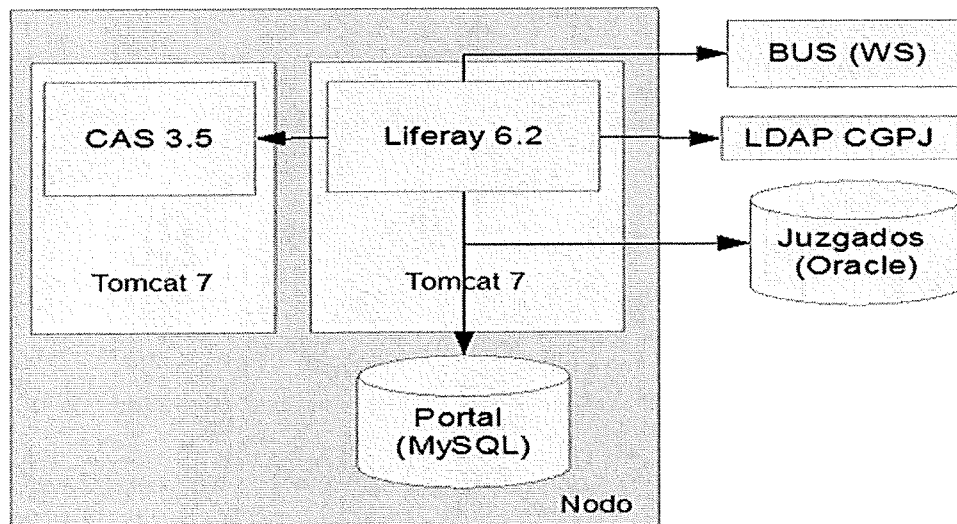 BUS (WS)
CAS 3.5
Liferay 6.2
LDAP CGPJ
Juzgados
(Oracle)
Tomcat 7
Tomcat 7
Portal
(MySQL)
Nodo